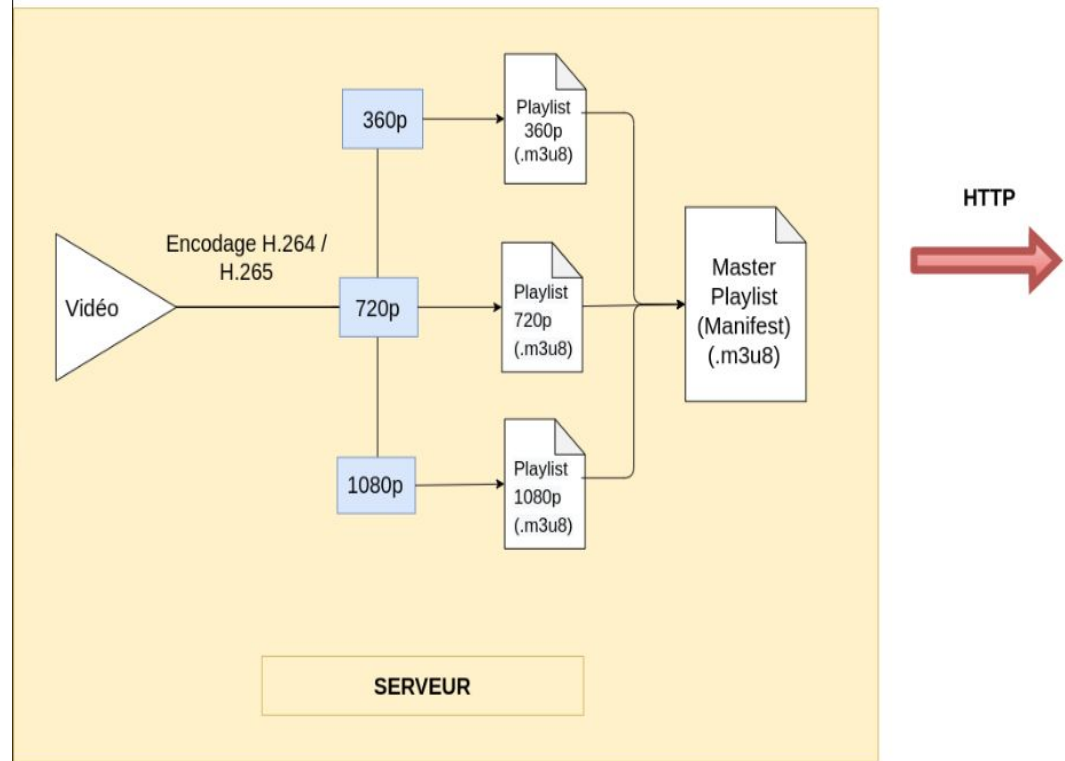 360p
Playlist
360p
(.m3u8)
HTTP
Encodage H.264 /
H.265
Vidéo
720p
Playlist
720p
(.m3u8)
Master
Playlist
(Manifest)
(.m3u8)
1080p
Playlist
1080p
(.m3u8)
SERVEUR